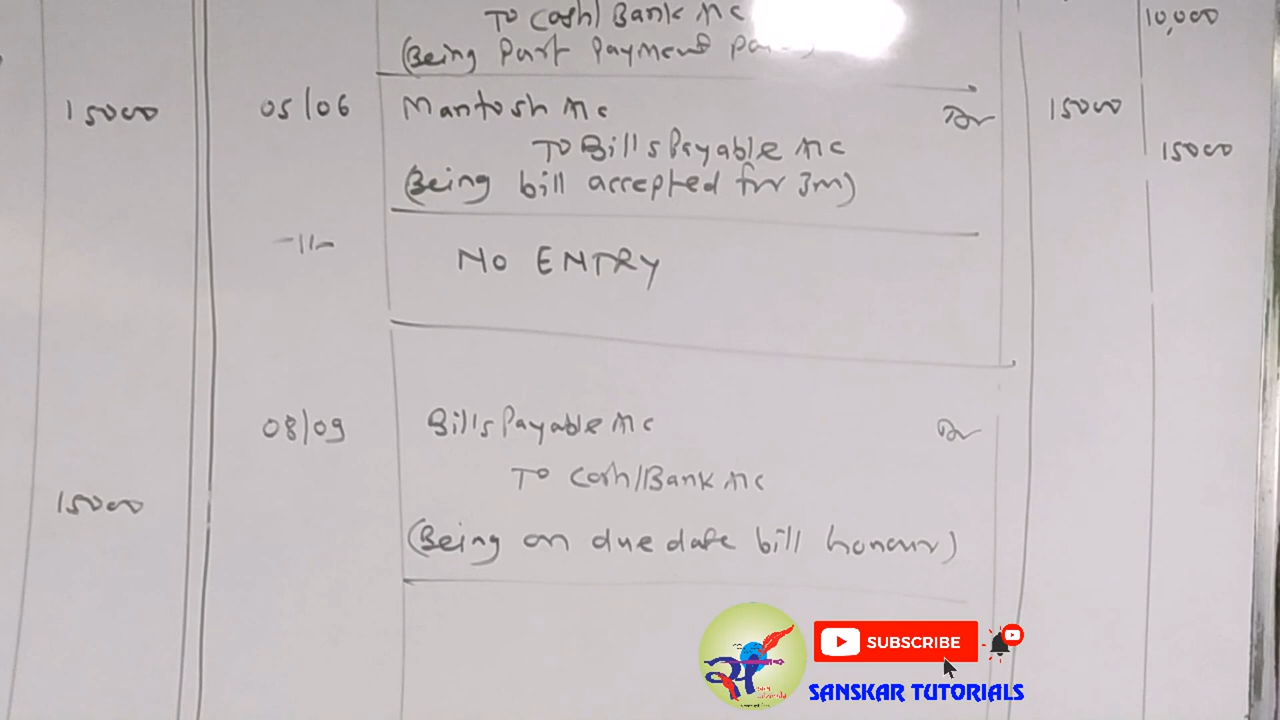 To Cash/Bank A/c 10,000
(Being Part Payment
15000 05/06 Mantosh A/c Dr 15000
To Bills Payable A/c 15000
(Being bill accepted for 3m)
-11- NO ENTRY
08/09 Bills Payable A/c Dr
To Cash/Bank A/c
15000
(Being on due date bill honour)
SUBSCRIBE
SANSKAR TUTORIALS